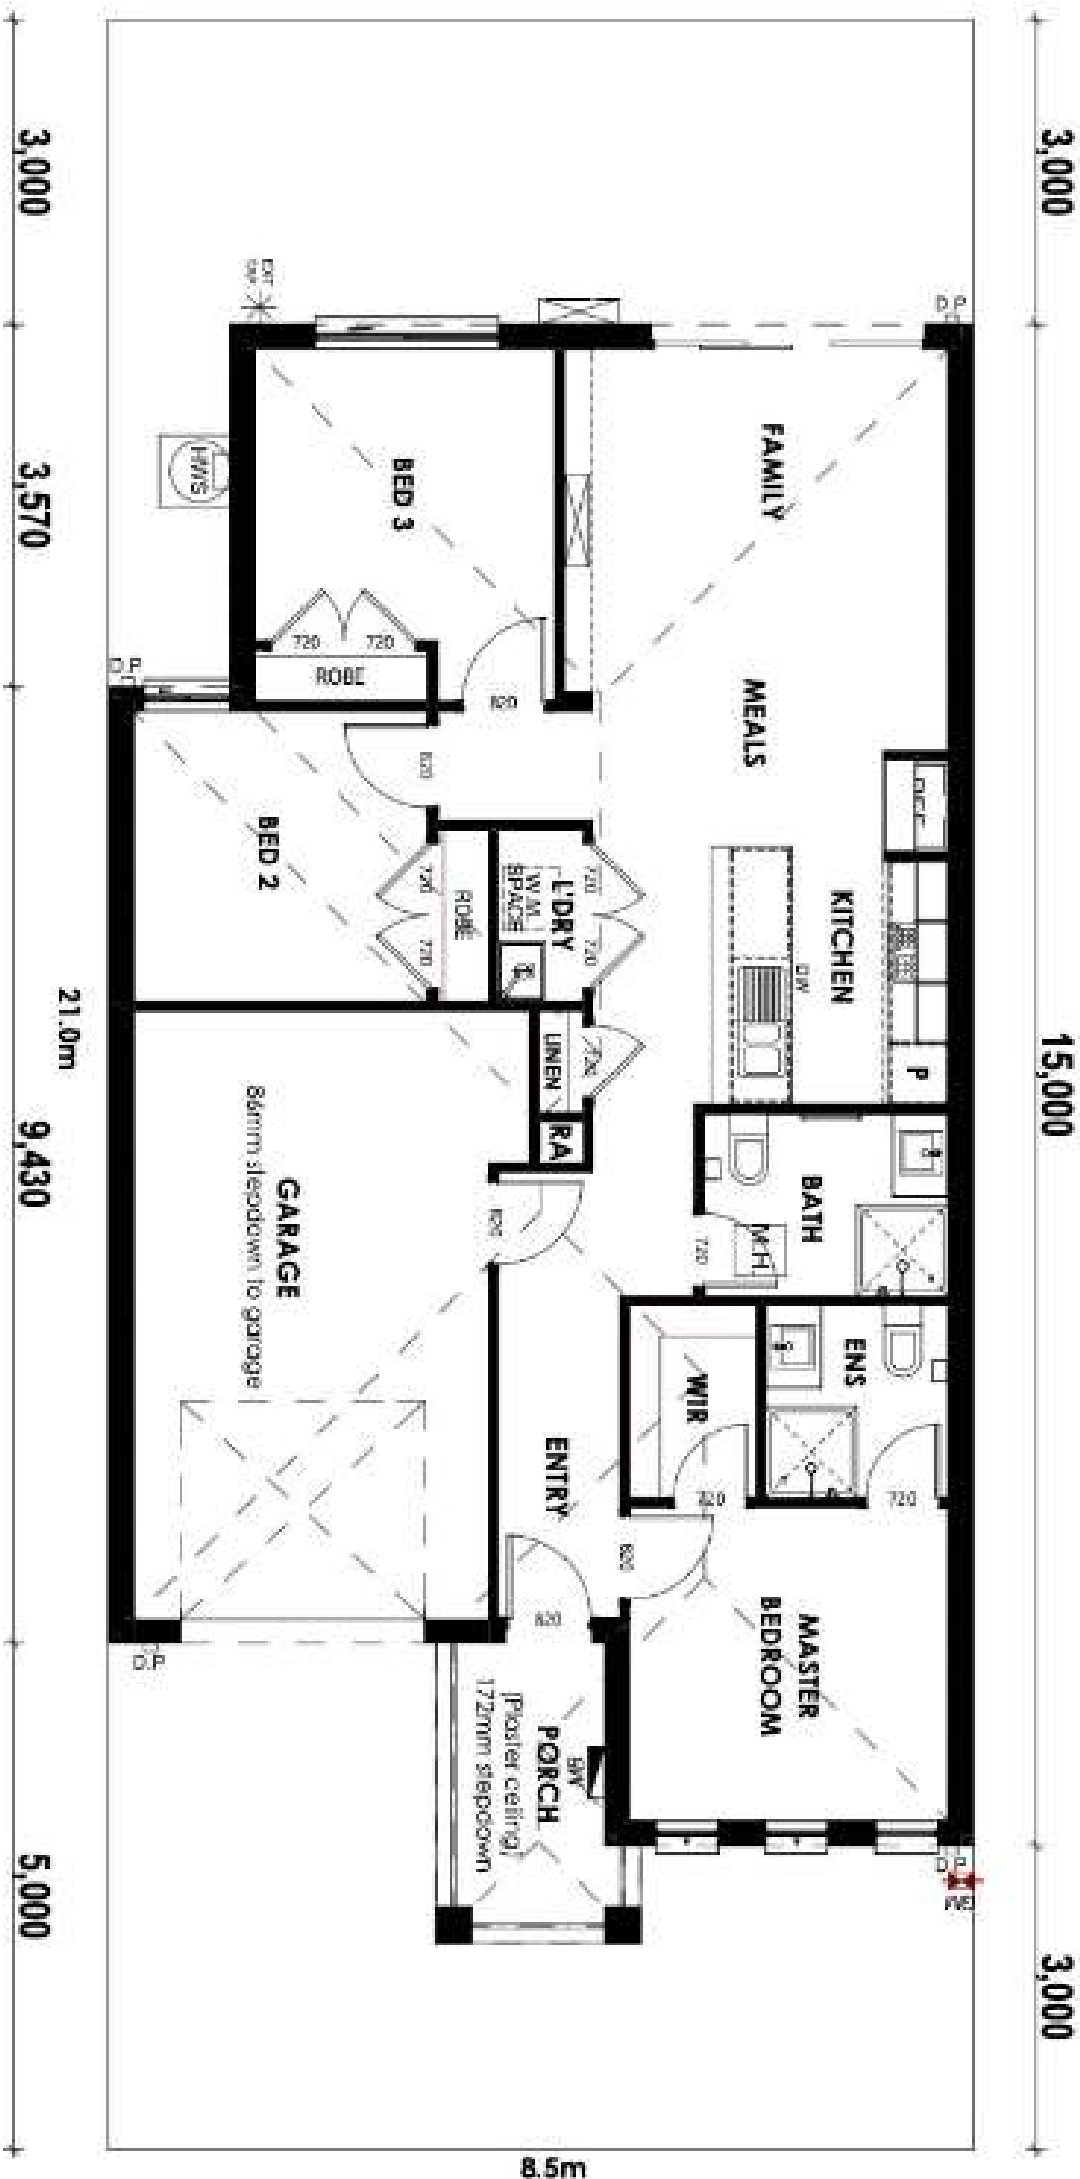 3,000
3,570
21.0m
9,430
5,000
3,000
15,000
3,000
8.5m
EXT
D.P
FAMILY
BED 3
HWS
720
720
ROBE
820
MEALS
D.P
820
BED 2
720
720
ROBE
L'DRY
W.M.
SPACE
720
720
KITCHEN
DW
P
LINEN
RA
GARAGE
86mm stepdown to garage
820
BATH
M.H
720
ENS
WIR
720
720
ENTRY
820
820
MASTER
BEDROOM
D.P
PORCH
(Plaster ceiling)
172mm stepdown
D.P